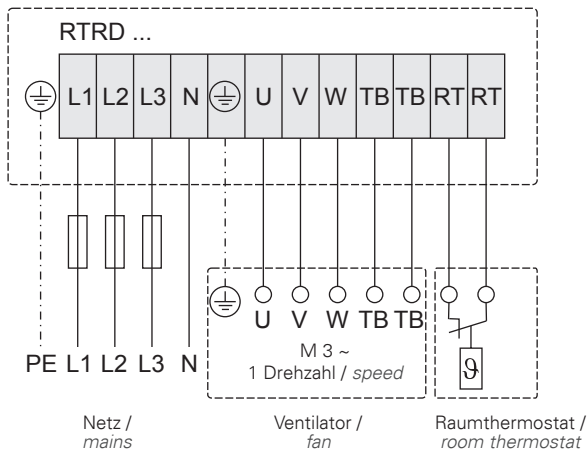 RTRD ...
L1 L2 L3 N U V W TB TB RT RT
U V W TB TB
M 3 ~
1 Drehzahl / speed
ϑ
PE L1 L2 L3 N
Netz /
mains
Ventilator /
fan
Raumthermostat /
room thermostat